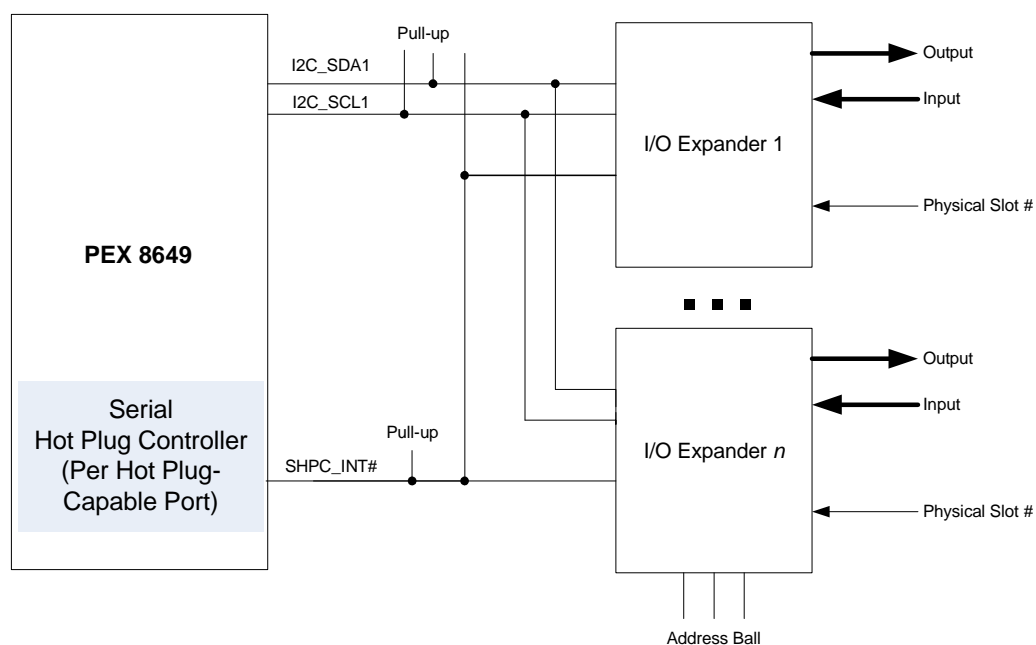 Pull-up
I2C_SDA1
I2C_SCL1
PEX 8649
Serial
Hot Plug Controller
(Per Hot Plug-
Capable Port)
Pull-up
SHPC_INT#
I/O Expander 1
Output
Input
Physical Slot #
I/O Expander n
Output
Input
Physical Slot #
Address Ball